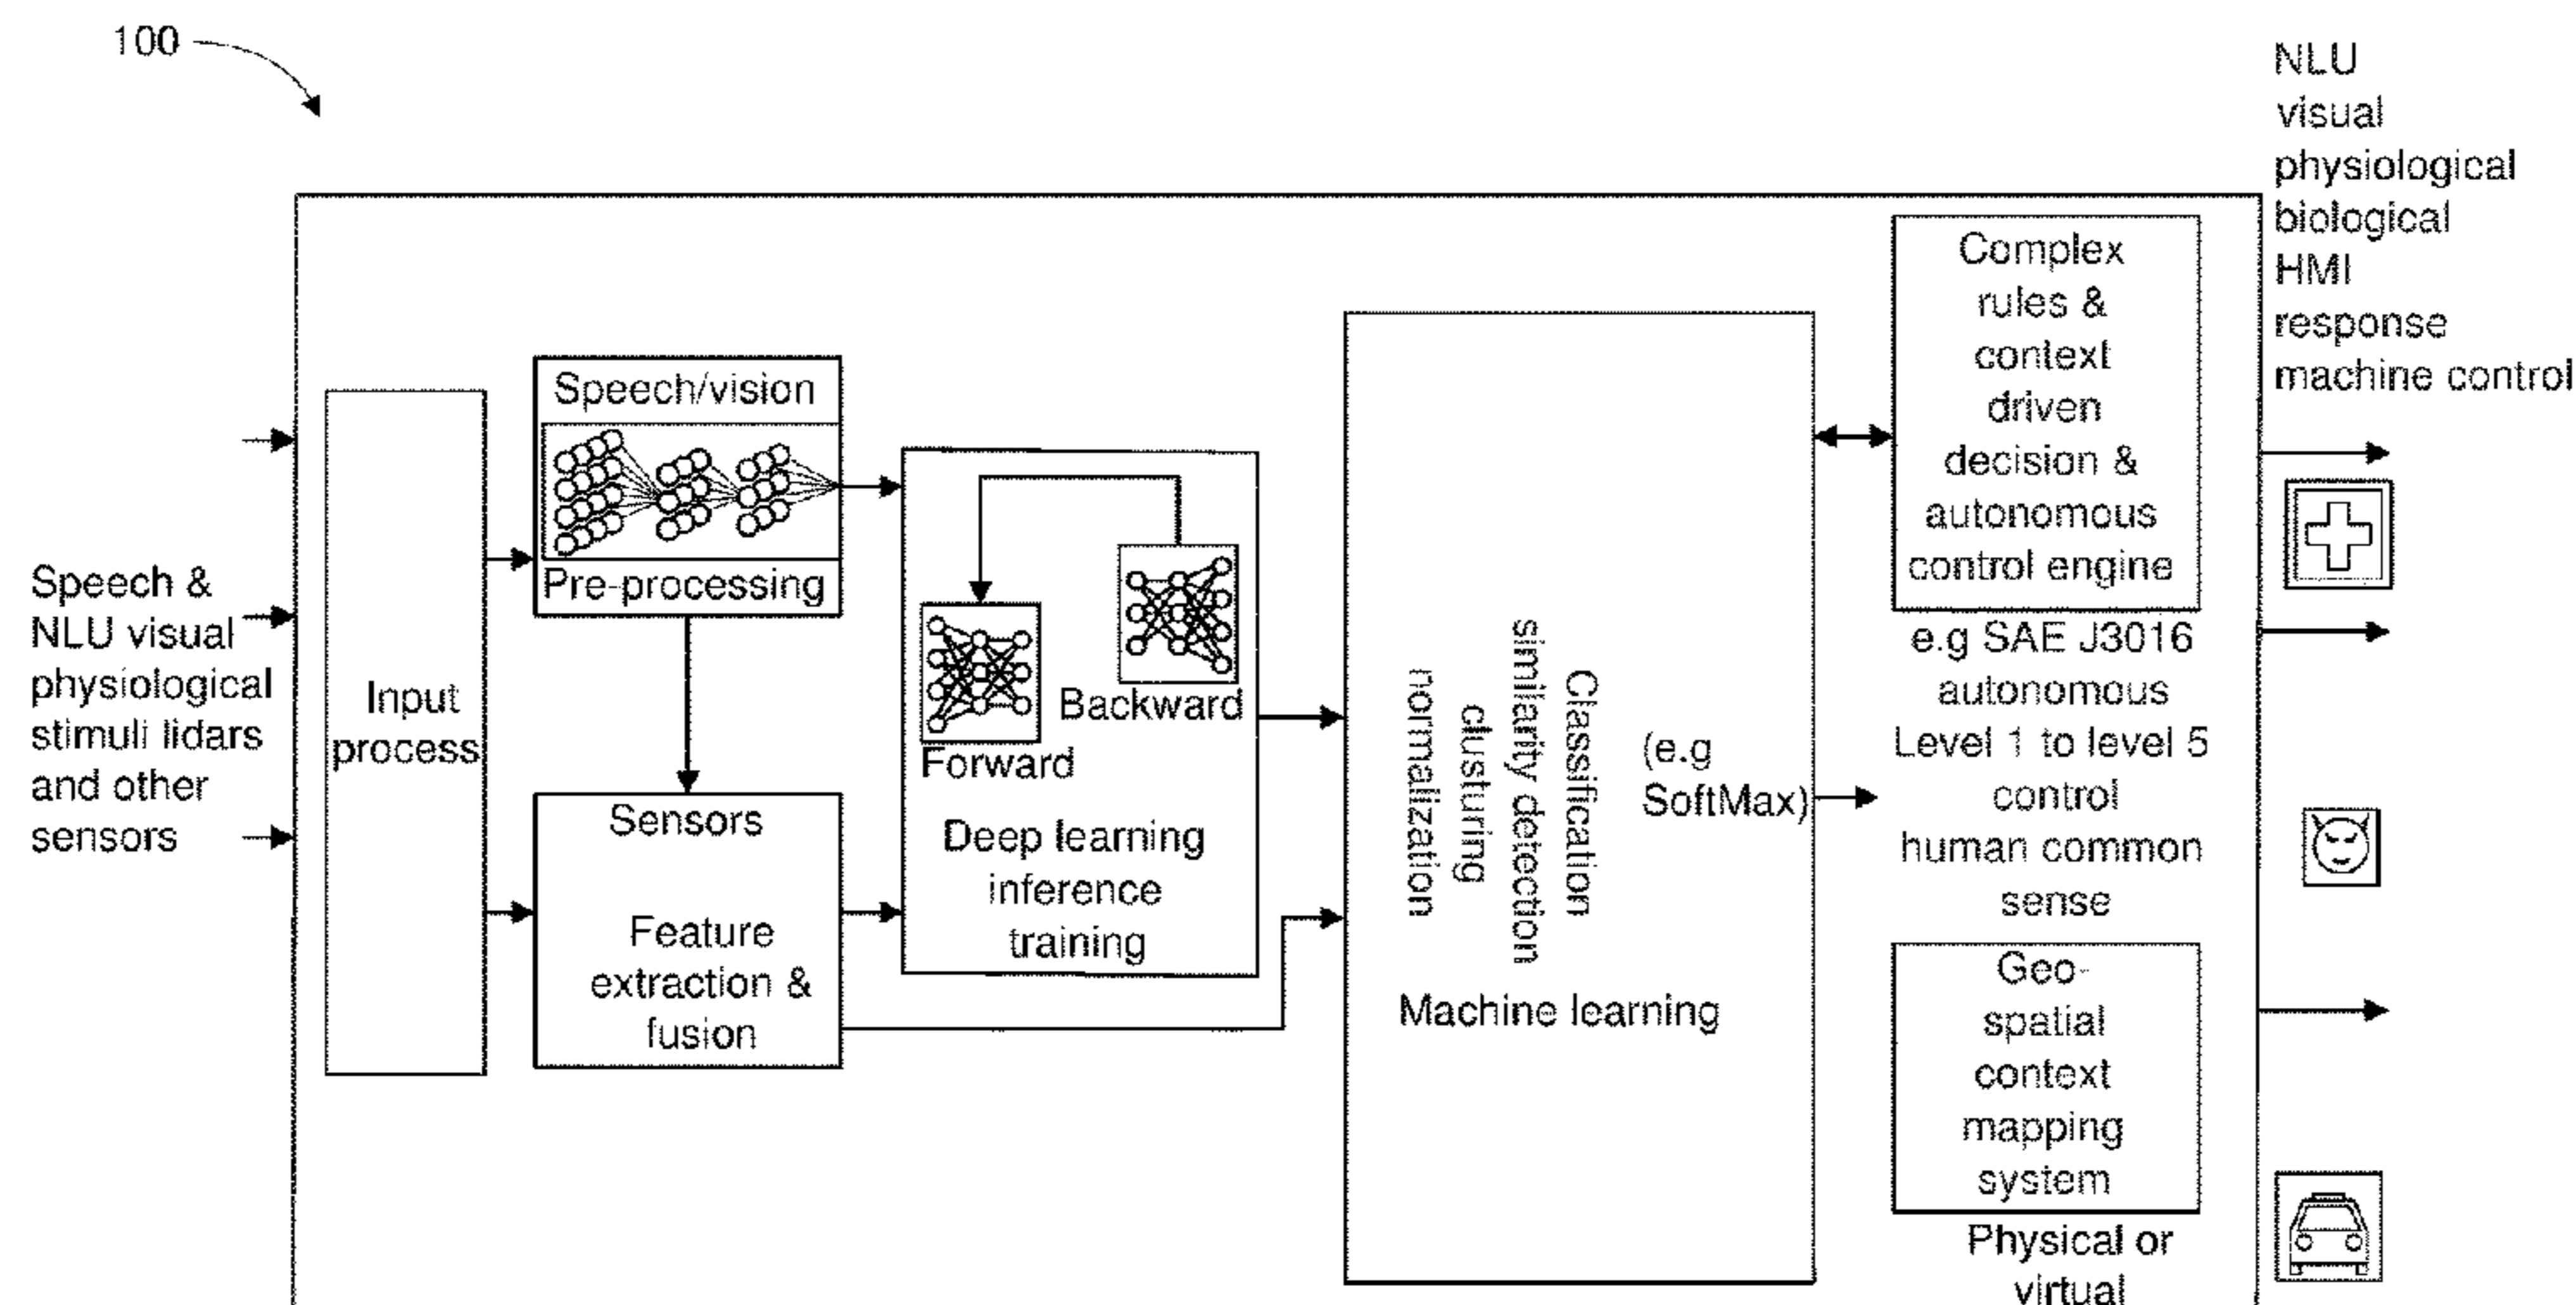 100
NLU
visual
physiological
biological
HMI
response
machine control
Speech &
NLU visual
physiological
stimuli lidars
and other
sensors
Input
process
Speech/vision
Pre-processing
Sensors
Feature
extraction &
fusion
Forward
Backward
Deep learning
inference
training
Classification
similarity detection
clusturing
normalization
(e.g
SoftMax)
Machine learning
Complex
rules &
context
driven
decision &
autonomous
control engine
e.g SAE J3016
autonomous
Level 1 to level 5
control
human common
sense
Geo-
spatial
context
mapping
system
Physical or
virtual